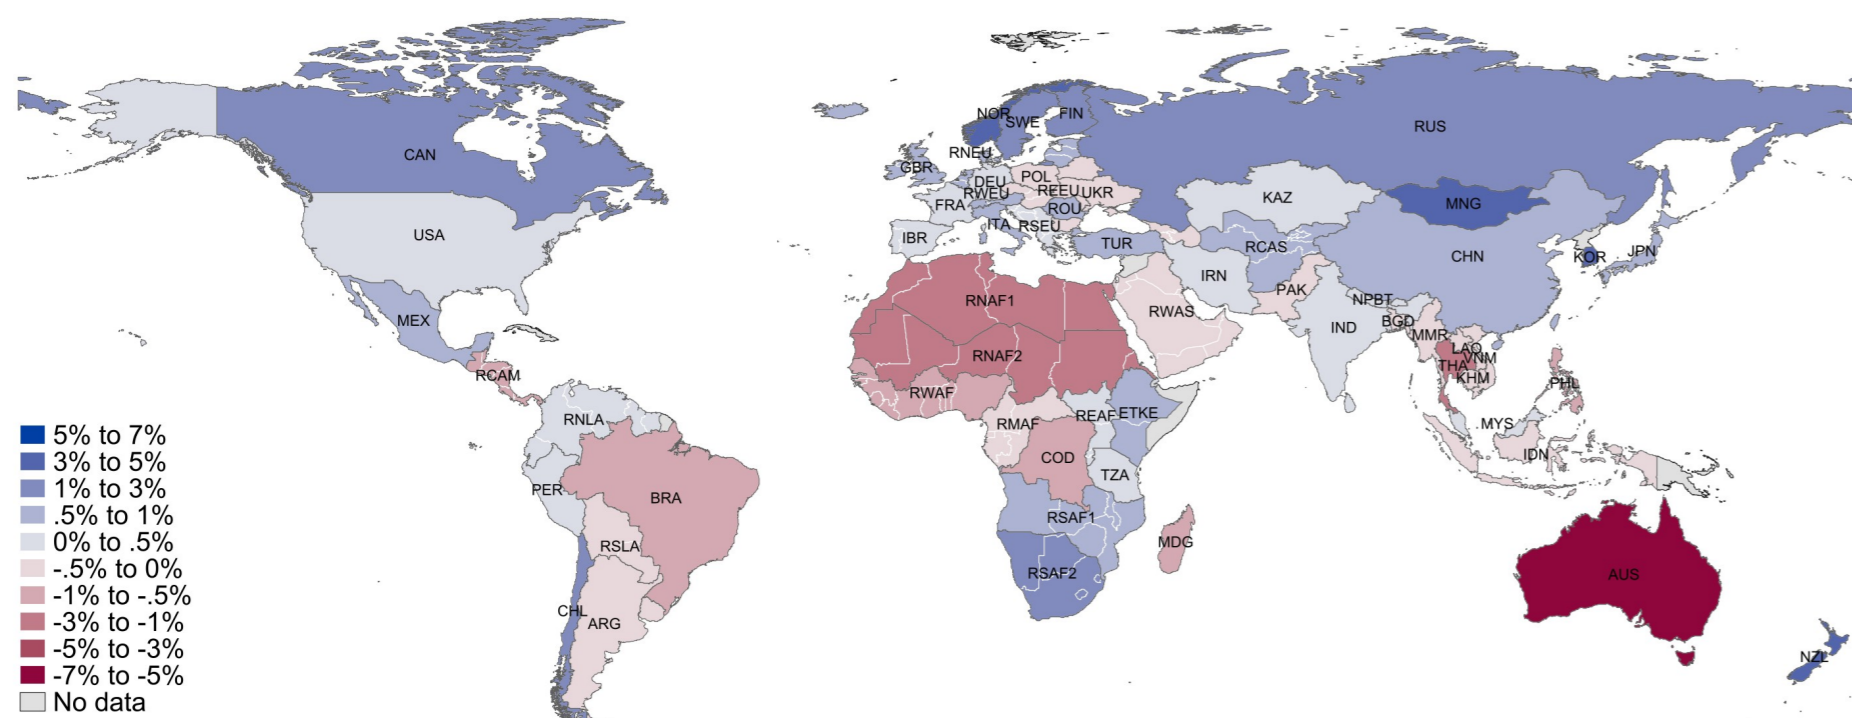 NOR
SWE
FIN
RUS
CAN
RNEU
GBR
DEU
POL
RWEU
REEU
UKR
KAZ
MNG
FRA
ROU
USA
IBR
ITA
RSEU
TUR
RCAS
CHN
KOR
JPN
IRN
PAK
RNAF1
RWAS
NPBT
MEX
IND
BGD
MMR
RNAF2
LAO
VNM
THA
RCAM
KHM
PHL
RWAF
RNLA
RMAF
REAF
ETKE
MYS
COD
IDN
TZA
PER
BRA
RSAF1
RSLA
MDG
RSAF2
AUS
CHL
ARG
NZL
5% to 7%
3% to 5%
1% to 3%
.5% to 1%
0% to .5%
-.5% to 0%
-1% to -.5%
-3% to -1%
-5% to -3%
-7% to -5%
No data